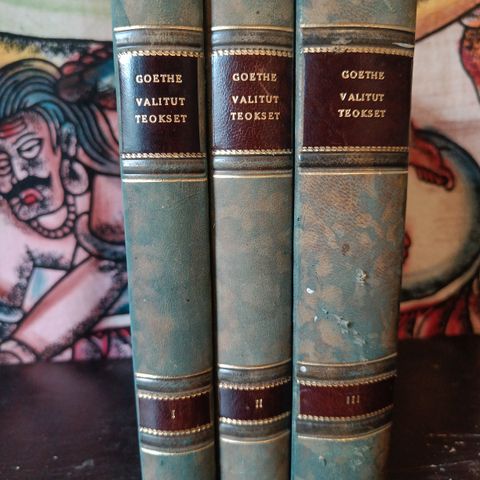 GOETHE
VALITUT
TEOKSET
I
GOETHE
VALITUT
TEOKSET
II
GOETHE
VALITUT
TEOKSET
III